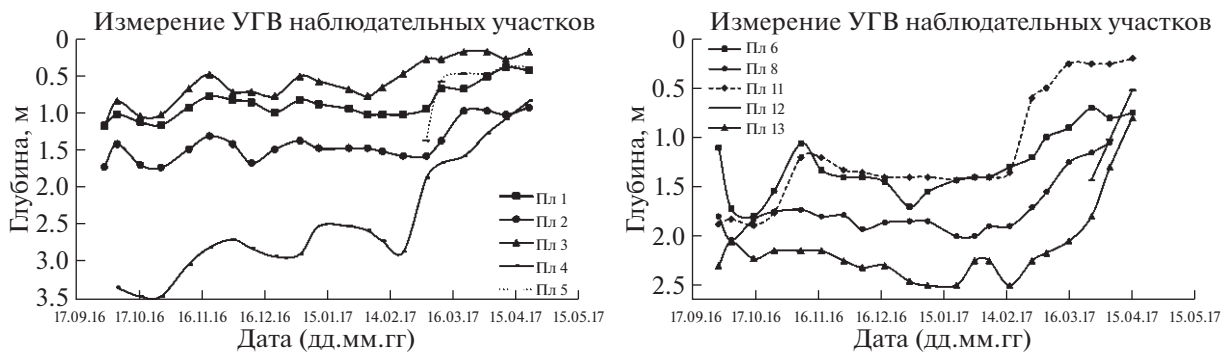 Измерение УГВ наблюдательных участков
0
0.5
1.0
1.5
2.0
2.5
3.0
3.5
Глубина, м
Пл 1
Пл 2
Пл 3
Пл 4
Пл 5
17.09.16 17.10.16 16.11.16 16.12.16 15.01.17 14.02.17 16.03.17 15.04.17 15.05.17
Дата (дд.мм.гг)
Измерение УГВ наблюдательных участков
0
0.5
1.0
1.5
2.0
2.5
Глубина, м
Пл 6
Пл 8
Пл 11
Пл 12
Пл 13
17.09.16 17.10.16 16.11.16 16.12.16 15.01.17 14.02.17 16.03.17 15.04.17 15.05.17
Дата (дд.мм.гг)